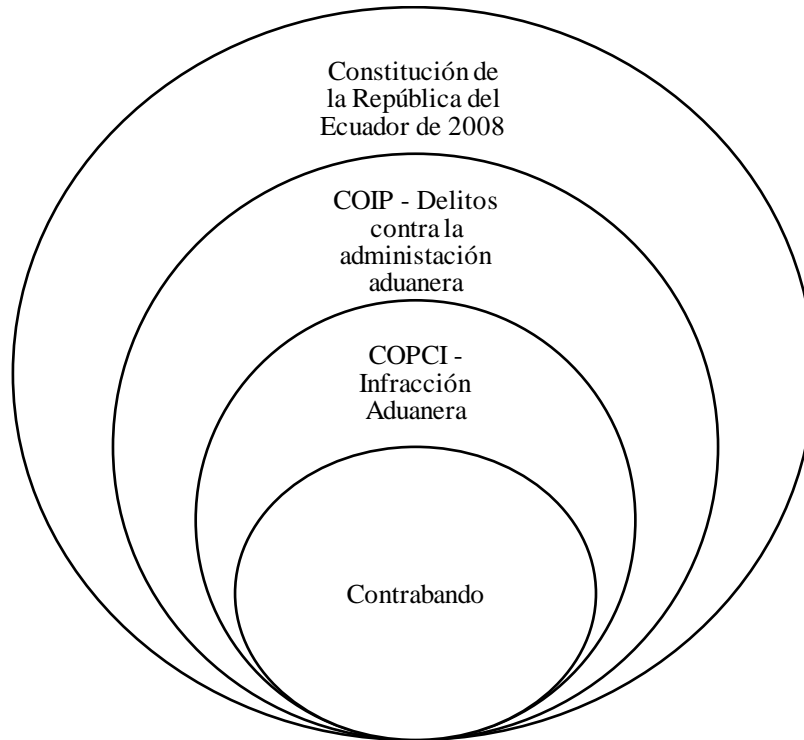 Constitución de
la República del
Ecuador de 2008
COIP - Delitos
contra la
administación
aduanera
COPCI -
Infracción
Aduanera
Contrabando